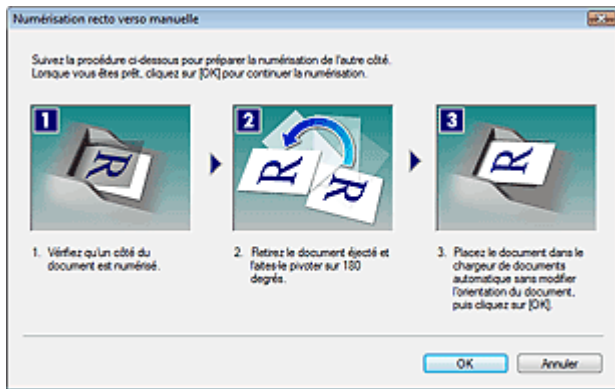 Numérisation recto verso manuelle
Suivez la procédure ci-dessous pour préparer la numérisation de l'autre côté.
Lorsque vous êtes prêt, cliquez sur [OK] pour continuer la numérisation.
1
2
3
R
R
R
R
1. Vérifiez qu'un côté du
document est numérisé.
2. Retirez le document éjecté et
faites-le pivoter sur 180
degrés.
3. Placez le document dans le
chargeur de documents
automatique sans modifier
l'orientation du document,
puis cliquez sur [OK].
OK
Annuler